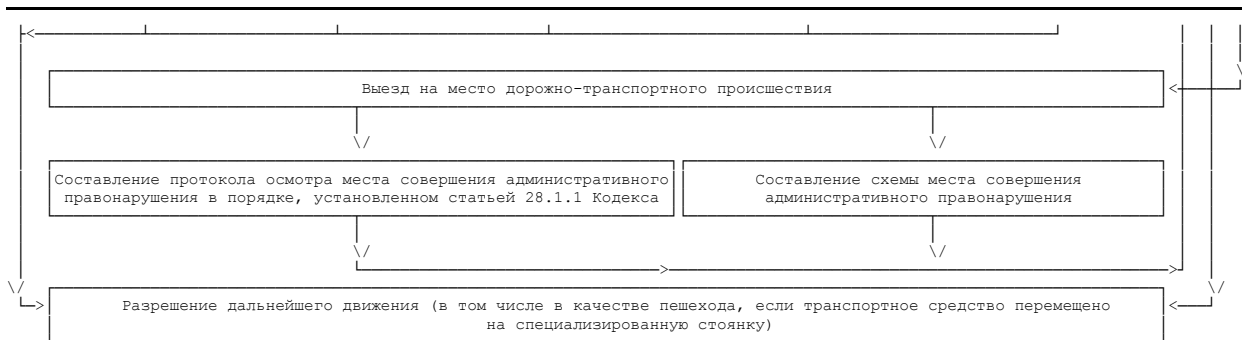 Выезд на место дорожно-транспортного происшествия
Составление протокола осмотра места совершения административного
правонарушения в порядке, установленном статьей 28.1.1 Кодекса
Составление схемы места совершения
административного правонарушения
Разрешение дальнейшего движения (в том числе в качестве пешехода, если транспортное средство перемещено
на специализированную стоянку)